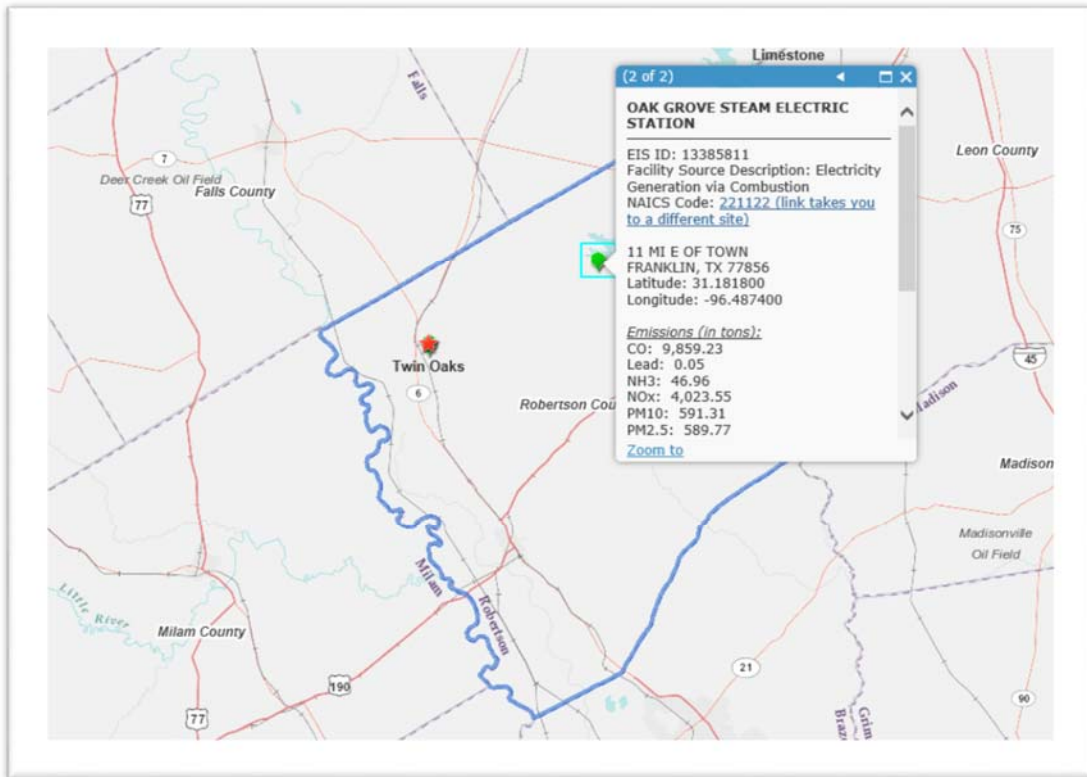 Limestone
(2 of 2)
OAK GROVE STEAM ELECTRIC
STATION
EIS ID: 13385811
Facility Source Description: Electricity
Generation via Combustion
NAICS Code: 221122 (link takes you
to a different site)
11 MI E OF TOWN
FRANKLIN, TX 77856
Latitude: 31.181800
Longitude: -96.487400
Emissions (in tons):
CO: 9,859.23
Lead: 0.05
NH3: 46.96
NOx: 4,023.55
PM10: 591.31
PM2.5: 589.77
Zoom to
Falls
7
Deer Creek Oil Field
Falls County
77
Leon County
75
45
Twin Oaks
6
Robertson Cou
Madison
Madison
Madisonville
Oil Field
Milam
Robertson
Little River
Milam County
190
77
21
90
Grim
Braz